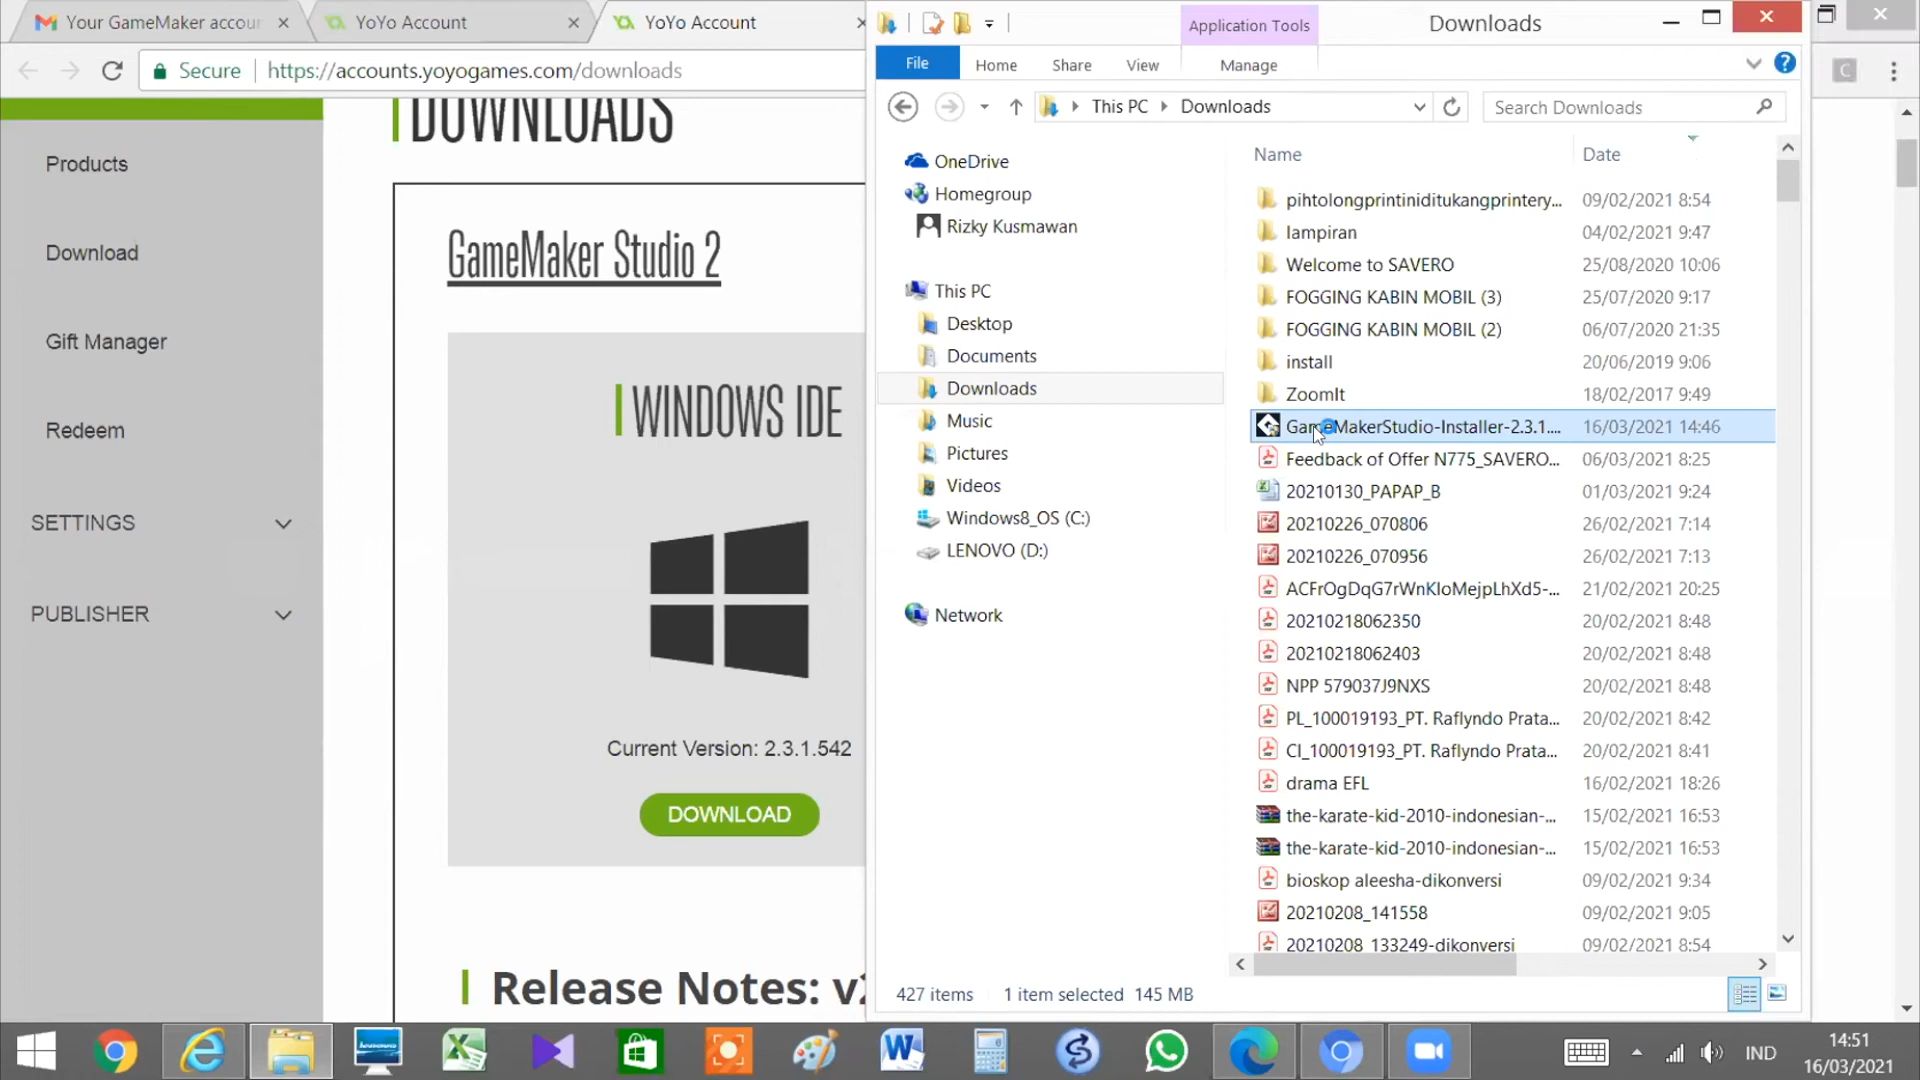 Your GameMaker accou
YoYo Account
YoYo Account
Secure
https://accounts.yoyogames.com/downloads
Products
Download
Gift Manager
Redeem
SETTINGS
PUBLISHER
DOWNLOADS
GameMaker Studio 2
WINDOWS IDE
Current Version: 2.3.1.542
DOWNLOAD
Release Notes: v2
Application Tools
Downloads
File
Home
Share
View
Manage
This PC
Downloads
Search Downloads
OneDrive
Homegroup
Rizky Kusmawan
This PC
Desktop
Documents
Downloads
Music
Pictures
Videos
Windows8_OS (C:)
LENOVO (D:)
Network
Name Date
pihtolongprintiniditukangprintery... 09/02/2021 8:54
lampiran 04/02/2021 9:47
Welcome to SAVERO 25/08/2020 10:06
FOGGING KABIN MOBIL (3) 25/07/2020 9:17
FOGGING KABIN MOBIL (2) 06/07/2020 21:35
install 20/06/2019 9:06
ZoomIt 18/02/2017 9:49
GameMakerStudio-Installer-2.3.1.... 16/03/2021 14:46
Feedback of Offer N775_SAVERO... 06/03/2021 8:25
20210130_PAPAP_B 01/03/2021 9:24
20210226_070806 26/02/2021 7:14
20210226_070956 26/02/2021 7:13
ACFrOgDqG7rWnKIoMejpLhXd5-... 21/02/2021 20:25
20210218062350 20/02/2021 8:48
20210218062403 20/02/2021 8:48
NPP 579037J9NXS 20/02/2021 8:48
PL_100019193_PT. Raflyndo Prata... 20/02/2021 8:42
CI_100019193_PT. Raflyndo Prata... 20/02/2021 8:41
drama EFL 16/02/2021 18:26
the-karate-kid-2010-indonesian-... 15/02/2021 16:53
the-karate-kid-2010-indonesian-... 15/02/2021 16:53
bioskop aleesha-dikonversi 09/02/2021 9:34
20210208_141558 09/02/2021 9:05
20210208_133249-dikonversi 09/02/2021 8:54
427 items 1 item selected 145 MB
IND
14:51
16/03/2021